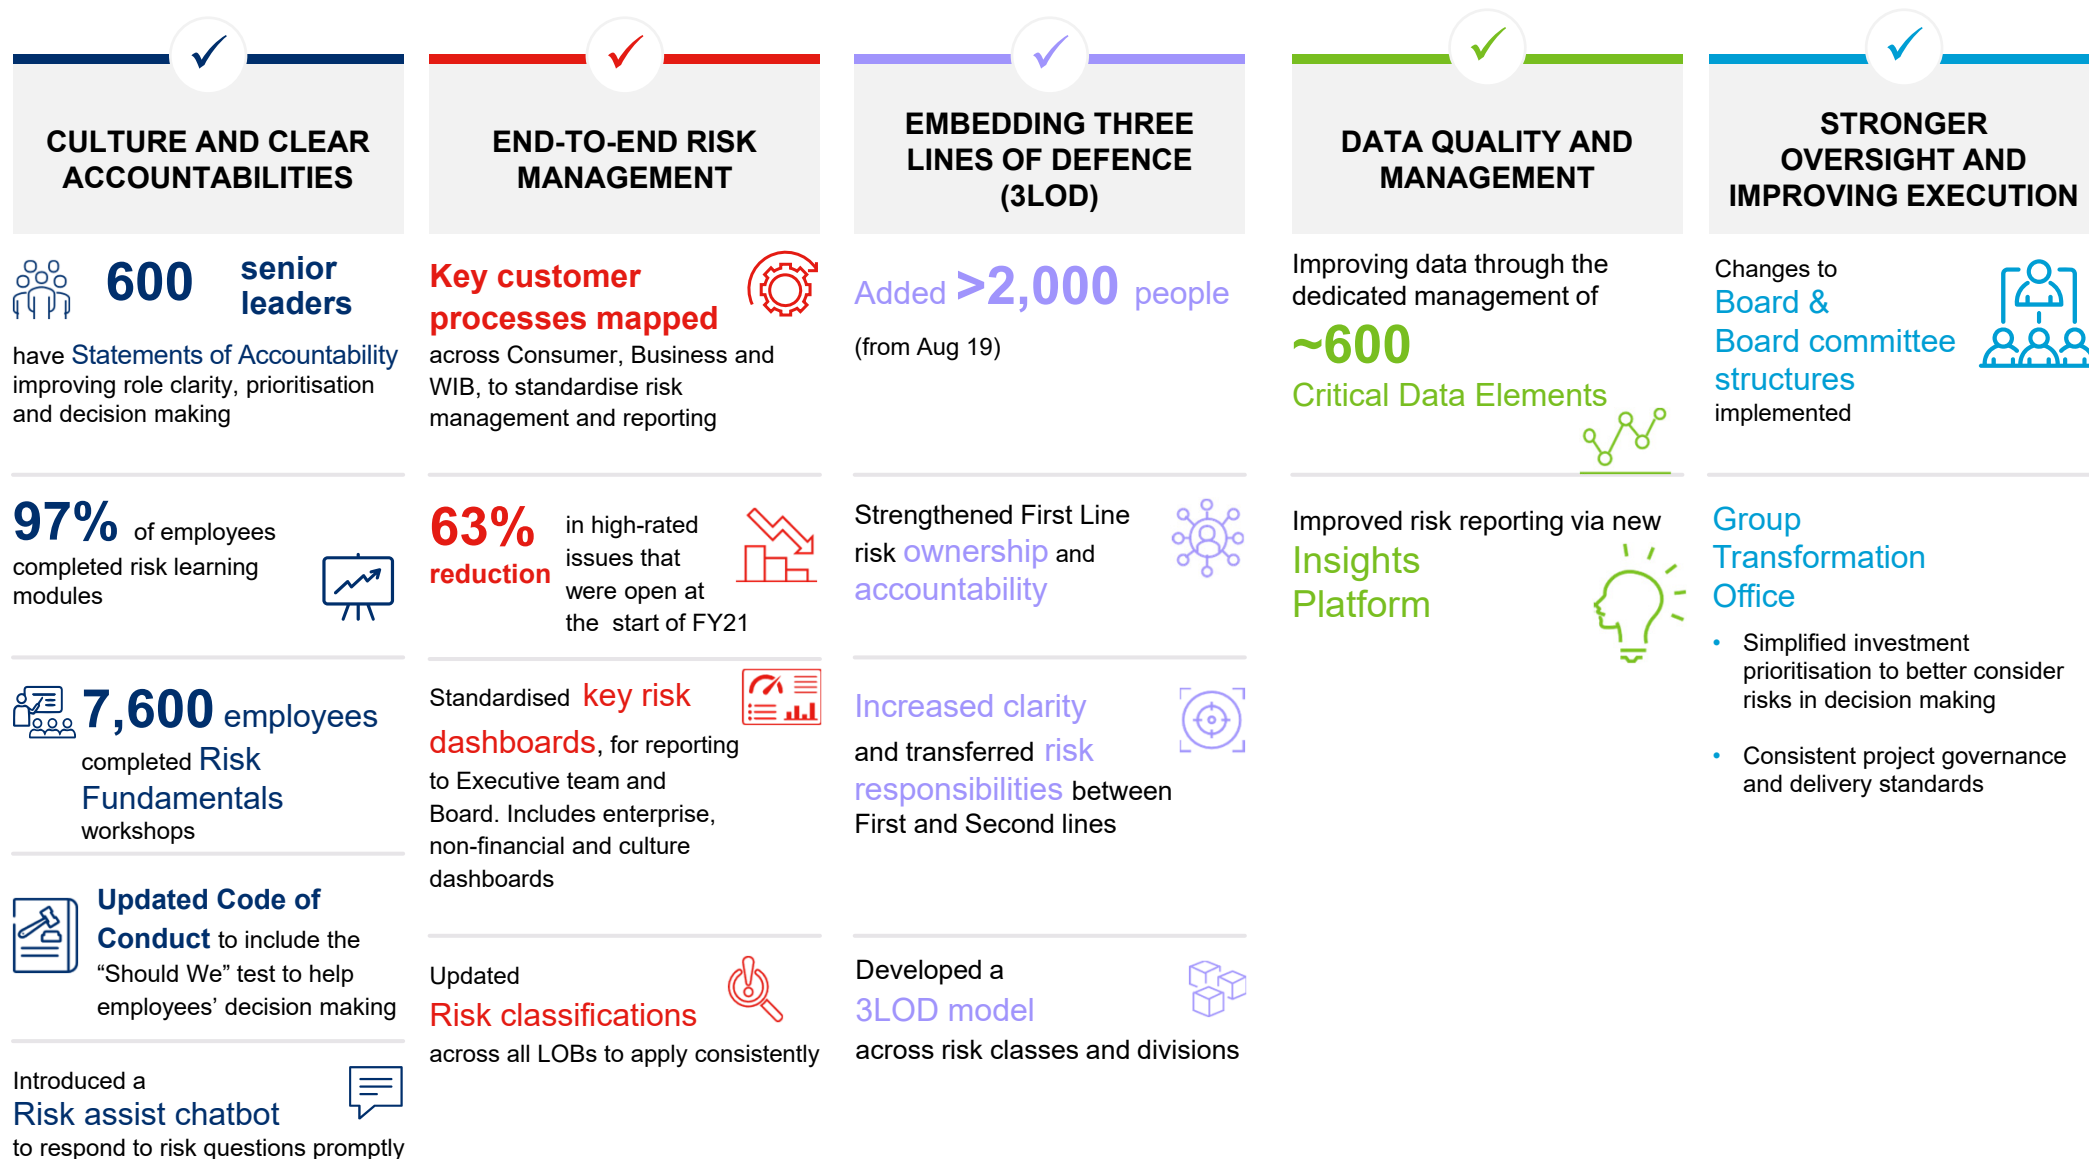 CULTURE AND CLEAR
ACCOUNTABILITIES
600 senior
leaders
have Statements of Accountability
improving role clarity, prioritisation
and decision making
97% of employees
completed risk learning
modules
7,600 employees
completed Risk
Fundamentals
workshops
Updated Code of
Conduct to include the
“Should We” test to help
employees’ decision making
Introduced a
Risk assist chatbot
to respond to risk questions promptly
END-TO-END RISK
MANAGEMENT
Key customer
processes mapped
across Consumer, Business and
WIB, to standardise risk
management and reporting
63%
reduction
in high-rated
issues that
were open at
the start of FY21
Standardised key risk
dashboards, for reporting
to Executive team and
Board. Includes enterprise,
non-financial and culture
dashboards
Updated
Risk classifications
across all LOBs to apply consistently
EMBEDDING THREE
LINES OF DEFENCE
(3LOD)
Added >2,000 people
(from Aug 19)
Strengthened First Line
risk ownership and
accountability
Increased clarity
and transferred risk
responsibilities between
First and Second lines
Developed a
3LOD model
across risk classes and divisions
DATA QUALITY AND
MANAGEMENT
Improving data through the
dedicated management of
~600
Critical Data Elements
Improved risk reporting via new
Insights
Platform
STRONGER
OVERSIGHT AND
IMPROVING EXECUTION
Changes to
Board &
Board committee
structures
implemented
Group
Transformation
Office
• Simplified investment
prioritisation to better consider
risks in decision making
• Consistent project governance
and delivery standards